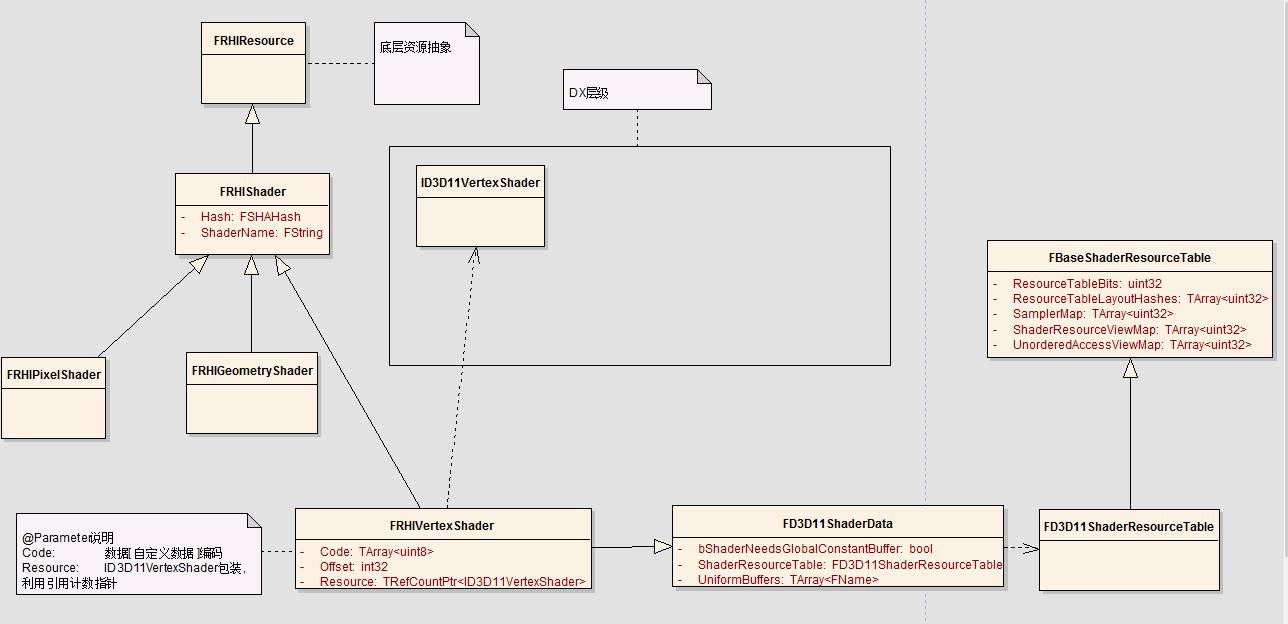 FRHIResource
底层资源抽象
DX层级
ID3D11VertexShader
FRHIShader
- Hash: FSHAHash
- ShaderName: FString
FBaseShaderResourceTable
- ResourceTableBits: uint32
- ResourceTableLayoutHashes: TArray<uint32>
- SamplerMap: TArray<uint32>
- ShaderResourceViewMap: TArray<uint32>
- UnorderedAccessViewMap: TArray<uint32>
FRHIPixelShader
FRHIGeometryShader
@Parameter说明
Code: 数据[自定义数据]编码
Resource: ID3D11VertexShader包装,
利用引用计数指针
FRHIVertexShader
- Code: TArray<uint8>
- Offset: int32
- Resource: TRefCountPtr<ID3D11VertexShader>
FD3D11ShaderData
- bShaderNeedsGlobalConstantBuffer: bool
- ShaderResourceTable: FD3D11ShaderResourceTable
- UniformBuffers: TArray<FName>
FD3D11ShaderResourceTable